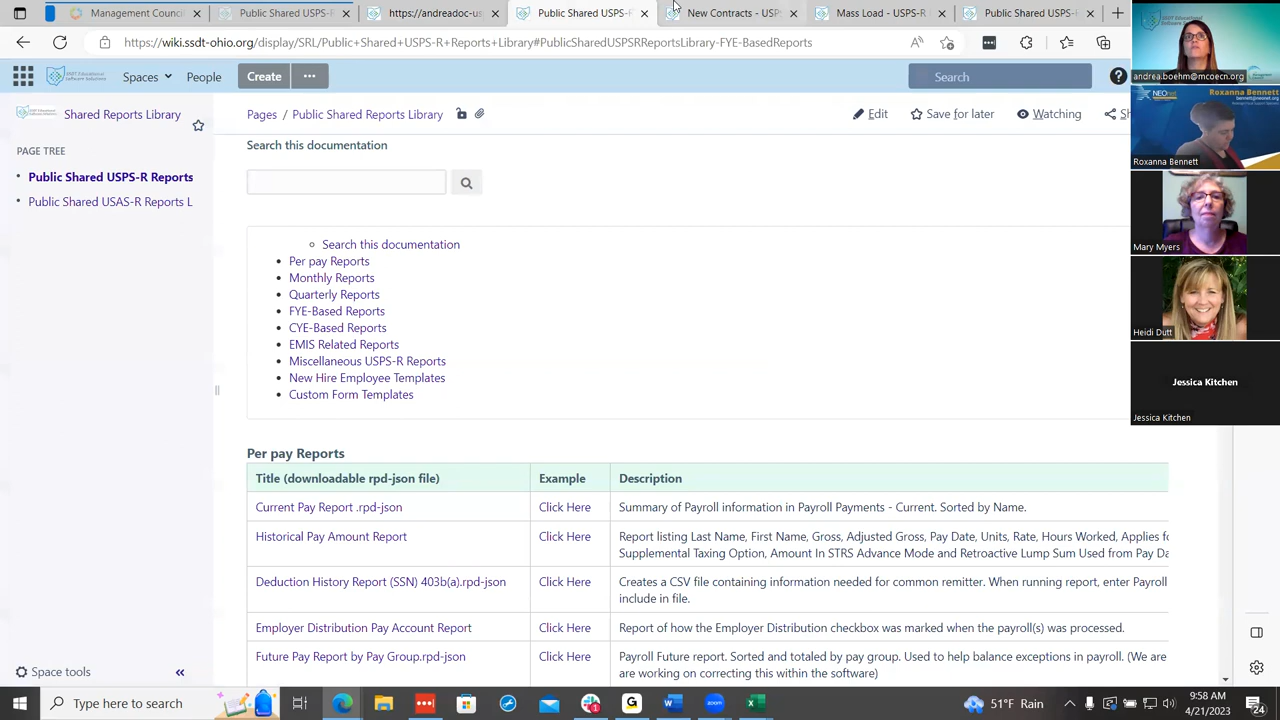 Management Co
Public Shared USPS-R
https://andrea.dev-
Public Shared USPS-R
New Contracts - USPS
Mass Load - USPS-R D
Public Shared USPS-R
https://wiki.ssdt-ohio.org/display/SRL/Public+Shared+USPS-R+Reports+Library#PublicSharedUSPSRReportsLibrary-FYE-BasedReports
Spaces
People
Create
Search
andrea.boehm@mcoecn.org
Shared Reports Library
Pages / Public Shared Reports Library
Edit
Save for later
Watching
Sh
NEOnet
Roxanna Bennett
bennett@neonet.org
Roxanna Bennett
PAGE TREE
Search this documentation
Public Shared USPS-R Reports
Public Shared USAS-R Reports L
Mary Myers
Search this documentation
Per pay Reports
Monthly Reports
Quarterly Reports
FYE-Based Reports
CYE-Based Reports
EMIS Related Reports
Miscellaneous USPS-R Reports
New Hire Employee Templates
Custom Form Templates
Heidi Dutt
Jessica Kitchen
Jessica Kitchen
Per pay Reports
Title (downloadable rpd-json file)
Example
Description
Current Pay Report .rpd-json
Click Here
Summary of Payroll information in Payroll Payments - Current. Sorted by Name.
Historical Pay Amount Report
Click Here
Report listing Last Name, First Name, Gross, Adjusted Gross, Pay Date, Units, Rate, Hours Worked, Applies fo
Supplemental Taxing Option, Amount In STRS Advance Mode and Retroactive Lump Sum Used from Pay Da
Deduction History Report (SSN) 403b(a).rpd-json
Click Here
Creates a CSV file containing information needed for common remitter. When running report, enter Payroll
include in file.
Employer Distribution Pay Account Report
Click Here
Report of how the Employer Distribution checkbox was marked when the payroll(s) was processed.
Future Pay Report by Pay Group.rpd-json
Click Here
Payroll Future report. Sorted and totaled by pay group. Used to help balance exceptions in payroll. (We are
are working on correcting this within the software)
Space tools
Type here to search
zoom
51°F Rain
9:58 AM
4/21/2023
24